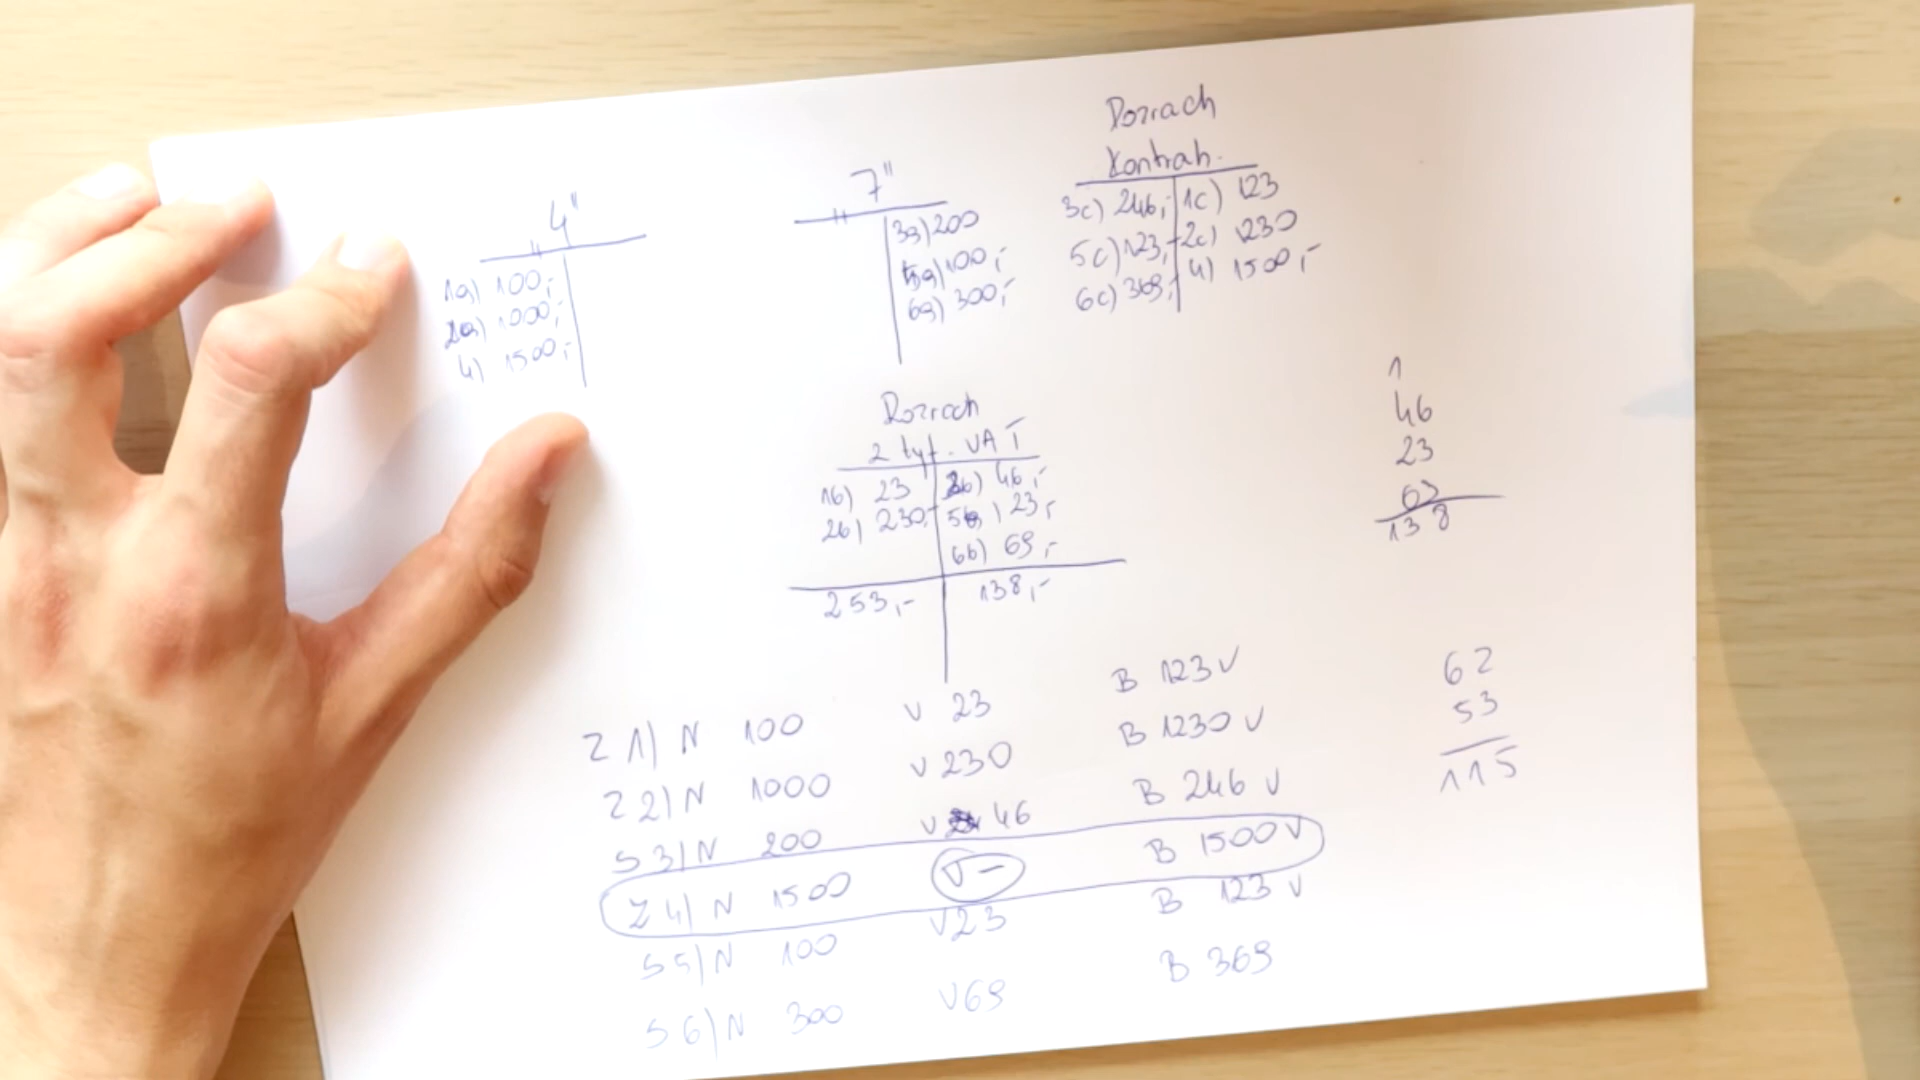 4"
1a) 100,-
2a) 1000,-
4) 1500,-
7"
3a) 200
5a) 100,-
6a) 300,-
Rozrach
Kontrah.
3c) 246,- 1c) 123
5c) 123,- 2c) 1230
6c) 369,- 4) 1500,-
Rozrach
z tyt. VAT
1b) 23 3b) 46,-
2b) 230,- 5b) 23,-
6b) 69,-
253,- 138,-
1
46
23
69
138
Z 1) N 100 V 23 B 123 V
Z 2) N 1000 V 230 B 1230 V
S 3) N 200 V 46 B 246 V
Z 4) N 1500 V - B 1500 V
S 5) N 100 V 23 B 123 V
S 6) N 300 V 69 B 369
62
53
115